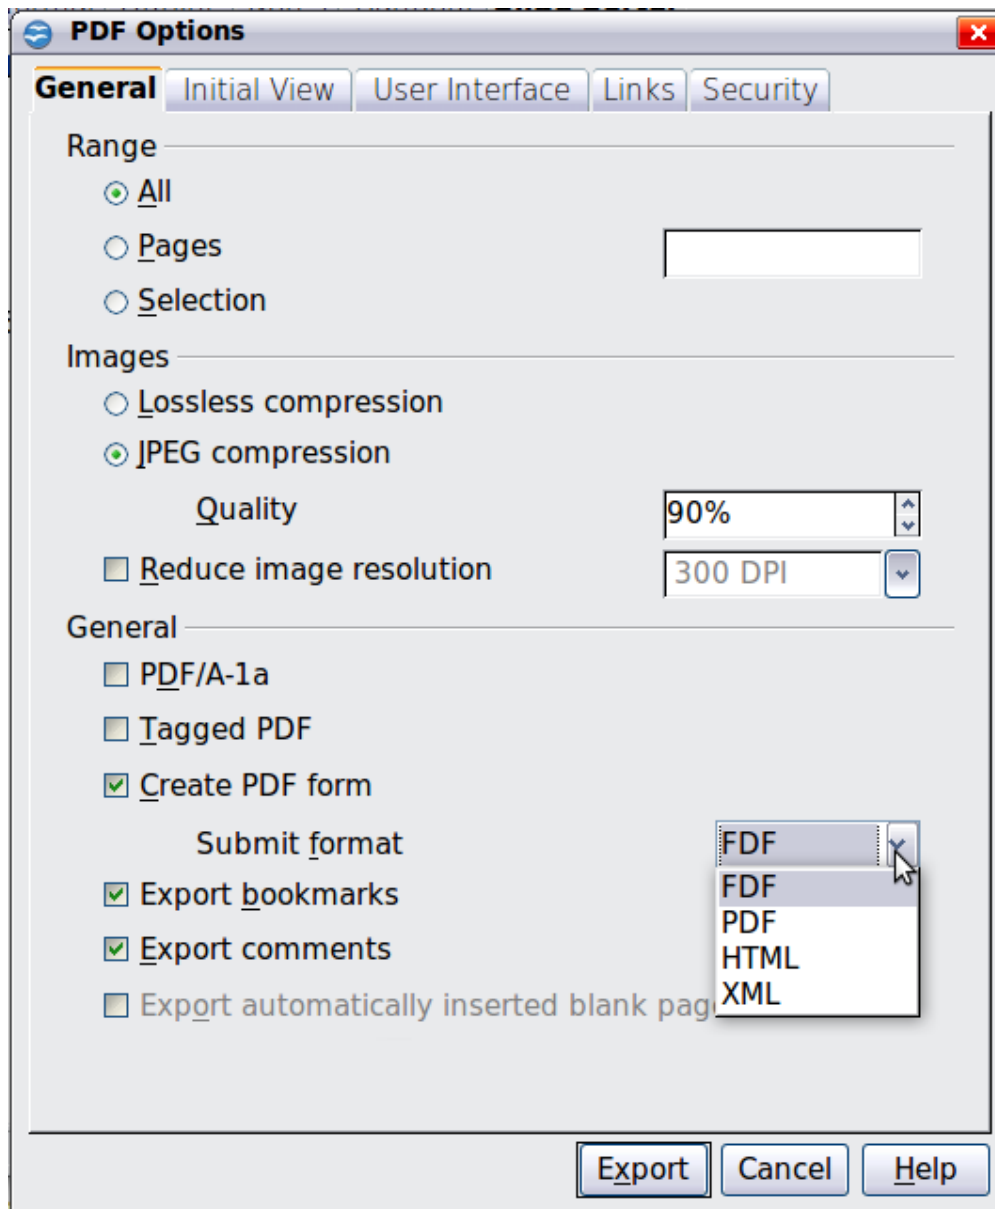 PDF Options
General Initial View User Interface Links Security
Range
All
Pages
Selection
Images
Lossless compression
JPEG compression
Quality 90%
Reduce image resolution 300 DPI
General
PDF/A-1a
Tagged PDF
Create PDF form
Submit format FDF
FDF
Export bookmarks
PDF
Export comments
HTML
XML
Export automatically inserted blank
Export Cancel Help